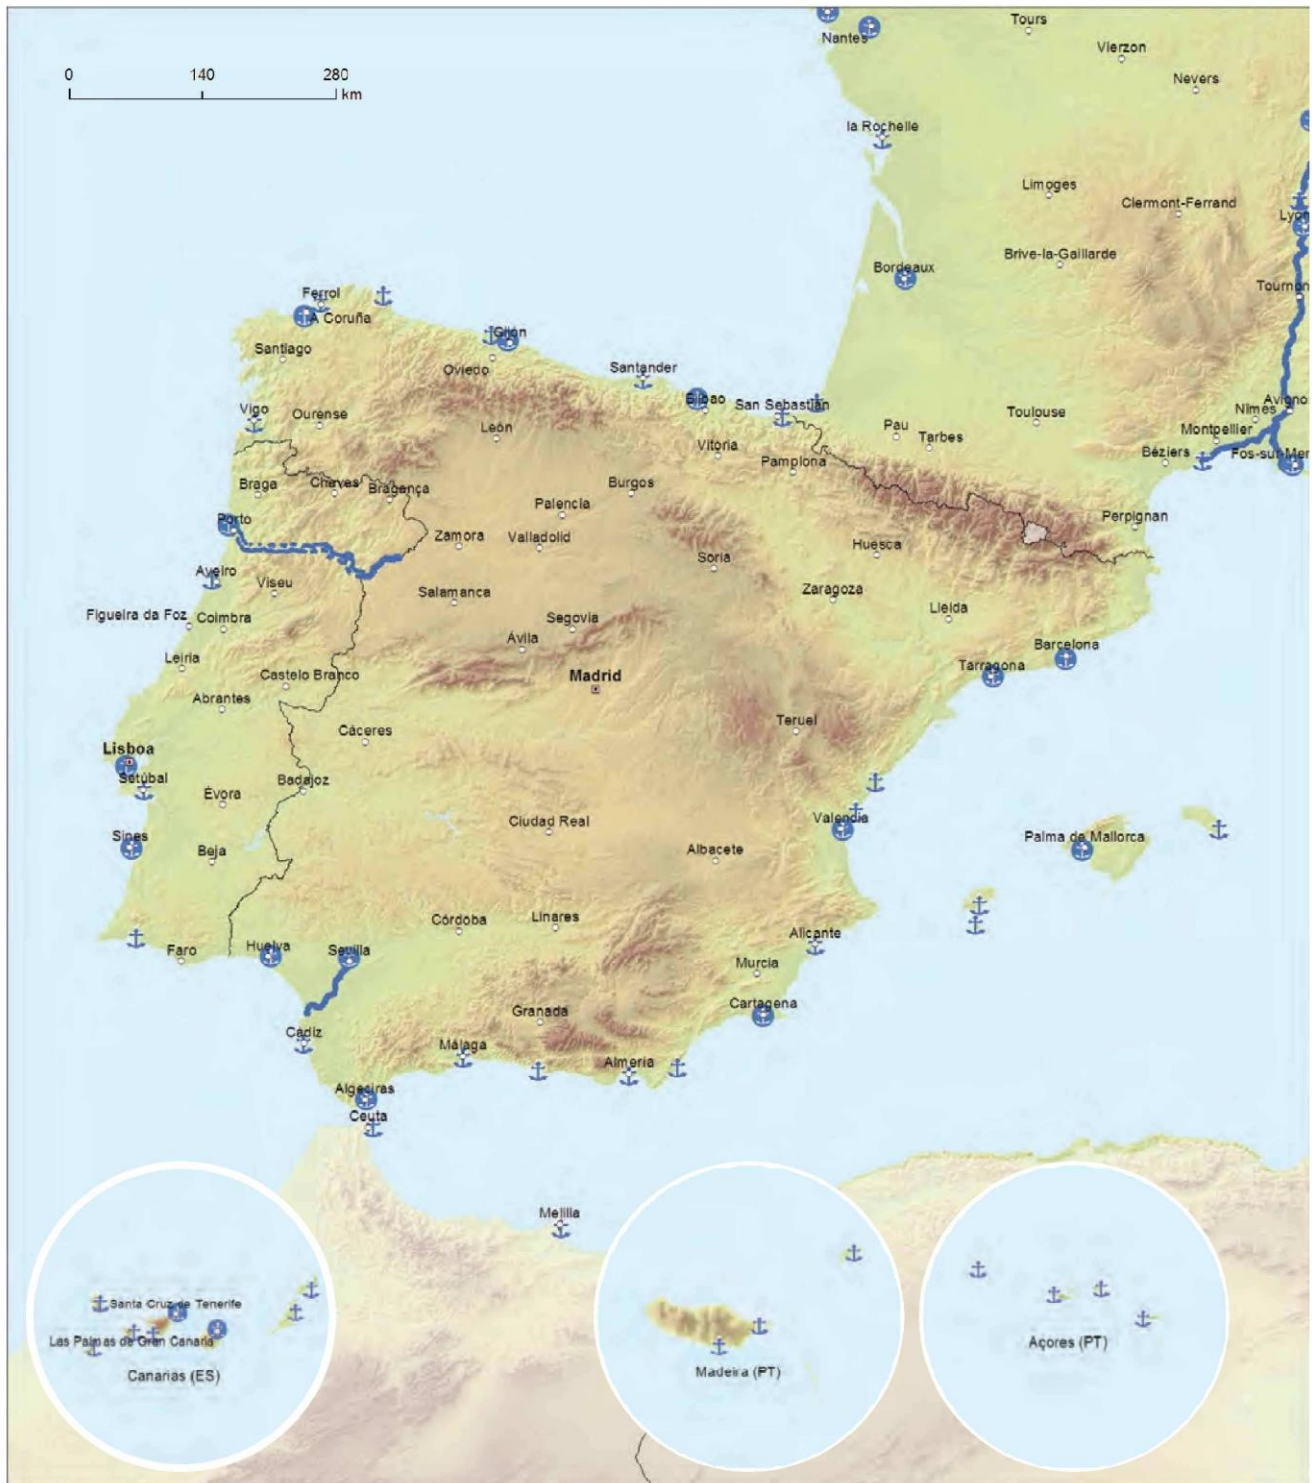 Tours
Nantes
Vierzon
0 140 280
km
Nevers
la Rochelle
Limoges
Clermont-Ferrand
Lyon
Brive-la-Gaillarde
Bordeaux
Tournon
Ferrol
A Coruña
Gijón
Santiago
Oviedo
Santander
Bilbao
San Sebastián
Avigno
Nîmes
Vigo
Ourense
León
Toulouse
Pau
Tarbes
Montpellier
Vitoria
Béziers
Fos-sur-Mer
Pamplona
Braga
Chaves
Bragança
Burgos
Palencia
Perpignan
Porto
Zamora
Valladolid
Huesca
Soria
Aveiro
Viseu
Salamanca
Zaragoza
Lleida
Figueira da Foz
Coimbra
Segovia
Ávila
Barcelona
Leiria
Castelo Branco
Madrid
Tarragona
Abrantes
Teruel
Cáceres
Lisboa
Setúbal
Évora
Badajoz
Ciudad Real
Valencia
Sines
Palma de Mallorca
Beja
Albacete
Córdoba
Linares
Alicante
Faro
Huelva
Sevilla
Murcia
Cartagena
Granada
Cádiz
Málaga
Almería
Algeciras
Ceuta
Melilla
Santa Cruz de Tenerife
Las Palmas de Gran Canaria
Canarias (ES)
Madeira (PT)
Açores (PT)